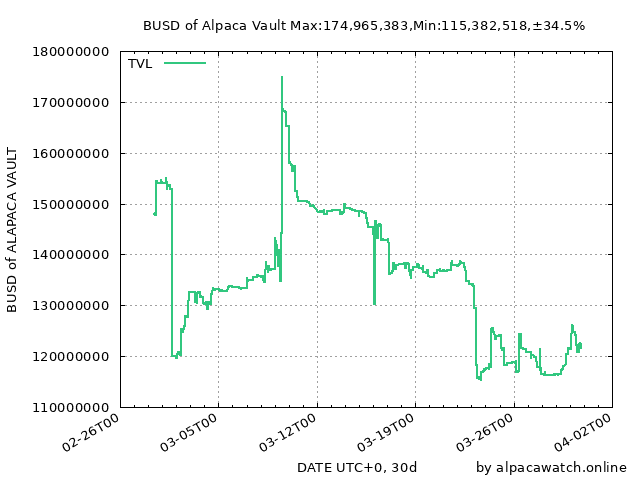 BUSD of Alpaca Vault Max:174,965,383,Min:115,382,518,±34.5%
180000000
TVL
170000000
160000000
150000000
140000000
130000000
120000000
110000000
BUSD of ALAPACA VAULT
02-26T00
03-05T00
03-12T00
03-19T00
03-26T00
04-02T00
DATE UTC+0, 30d
by alpacawatch.online